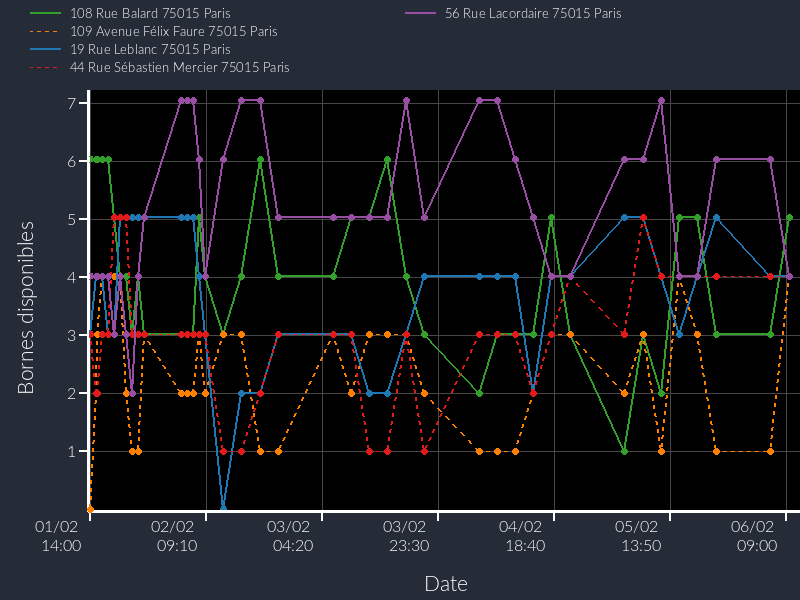 108 Rue Balard 75015 Paris
56 Rue Lacordaire 75015 Paris
109 Avenue Félix Faure 75015 Paris
19 Rue Leblanc 75015 Paris
44 Rue Sébastien Mercier 75015 Paris
7
6
5
4
3
2
1
Bornes disponibles
01/02 02/02 03/02 03/02 04/02 05/02 06/02
14:00 09:10 04:20 23:30 18:40 13:50 09:00
Date